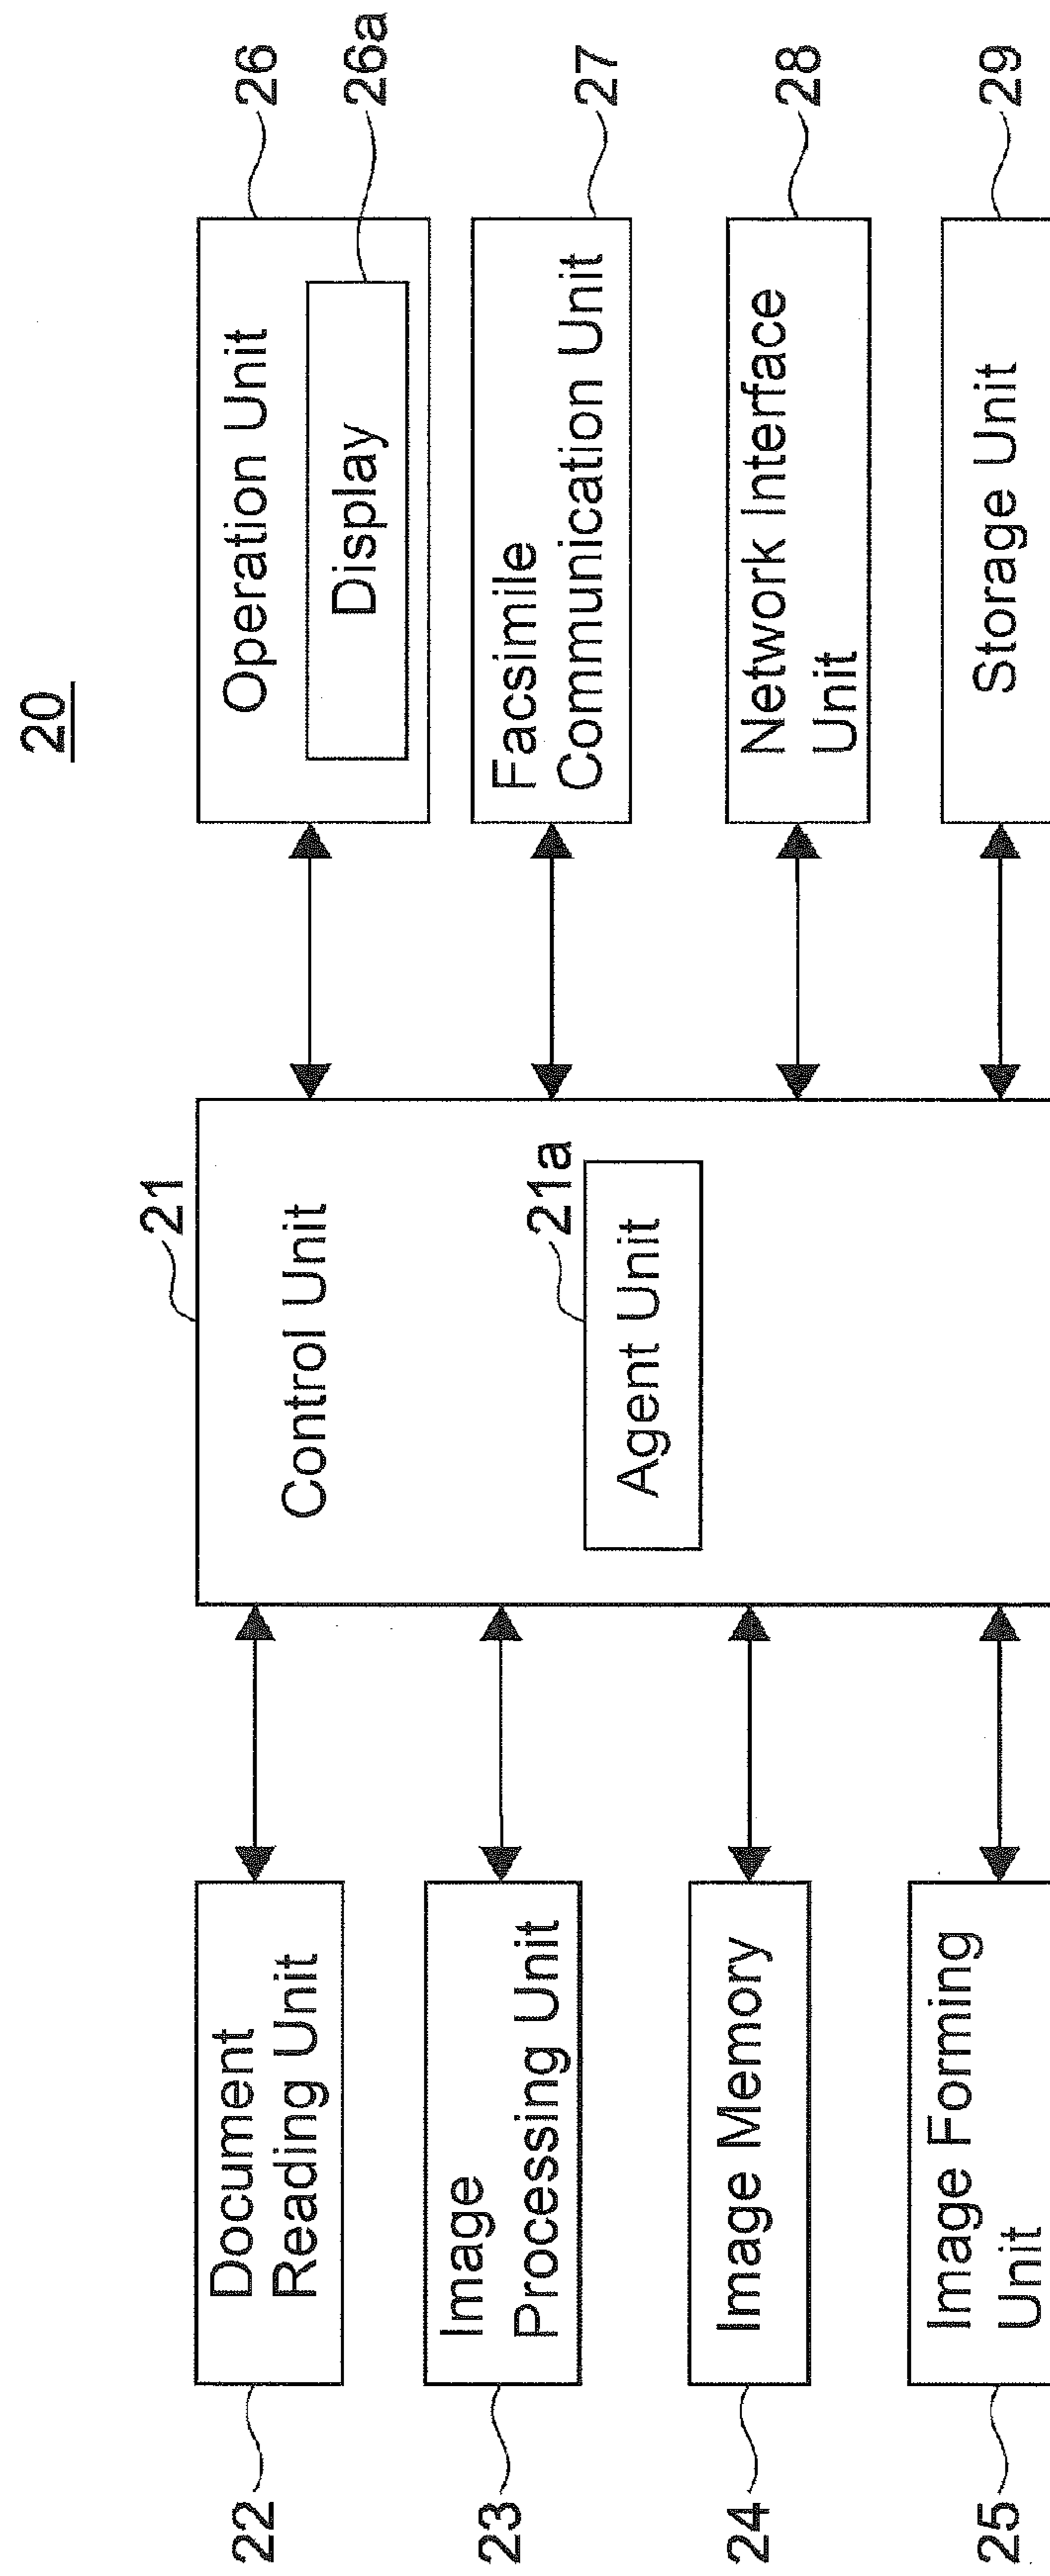 20
21
Control Unit
21a
Agent Unit
22
Document
Reading Unit
23
Image
Processing Unit
24
Image Memory
25
Image Forming
Unit
26
Operation Unit
26a
Display
27
Facsimile
Communication Unit
28
Network Interface
Unit
29
Storage Unit